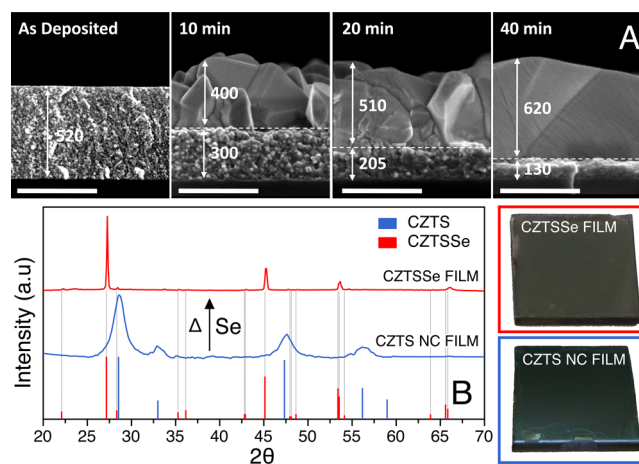 As Deposited
10 min
20 min
40 min
A
520
400
300
510
205
620
130
Intensity (a.u)
CZTS
CZTSSe
CZTSSe FILM
Δ Se
CZTS NC FILM
B
20 25 30 35 40 45 50 55 60 65 70
2θ
CZTSSe FILM
CZTS NC FILM